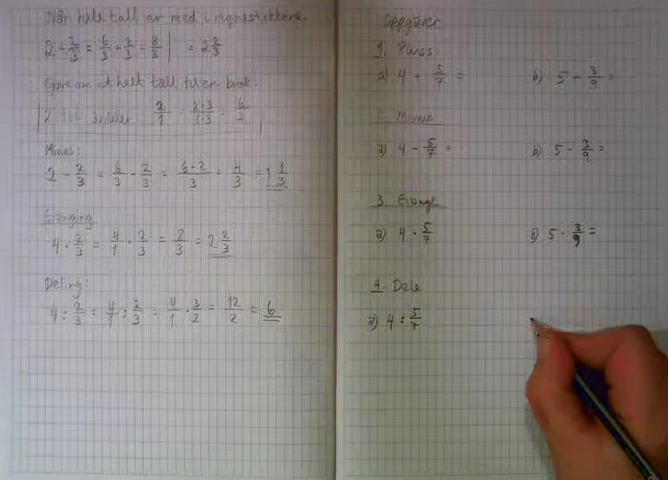 Når hele tall er med i regnestykkene.
2 + 2/3 = 6/3 + 2/3 = 8/3 | = 2 2/3
Gjøre om et helt tall til en brøk:
2 til 3 deler 2/1 = 2·3/1·3 = 6/3
Minus:
2 - 2/3 = 6/3 - 2/3 = 6-2/3 = 4/3 = 1 1/3
Ganging
4 · 2/3 = 4/1 · 2/3 = 8/3 = 2 2/3
Deling:
4 : 2/3 = 4/1 : 2/3 = 4/1 · 3/2 = 12/2 = 6
Oppgaver
1. Pluss:
a) 4 + 5/7 =
b) 5 + 3/9 =
2. Minus
a) 4 - 5/7 =
b) 5 - 3/9 =
3. Gange
a) 4 · 5/7
b) 5 · 3/9 =
4. Dele
a) 4 : 5/7